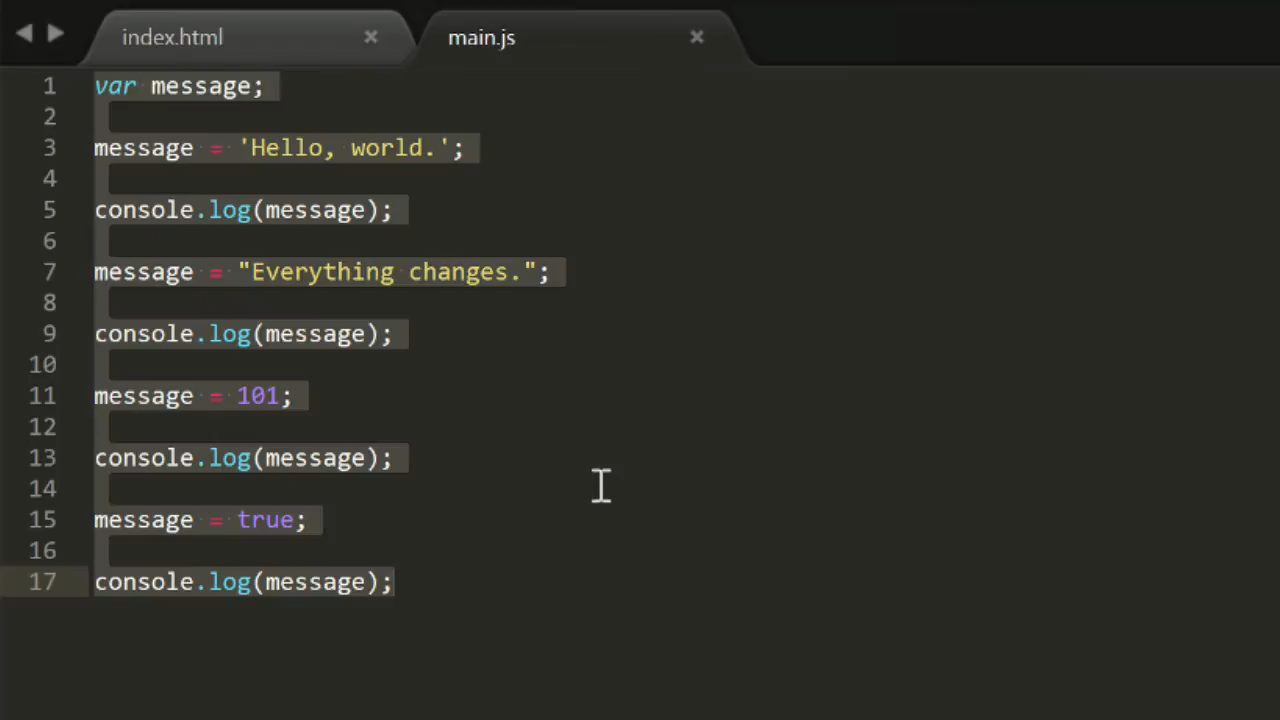 index.html × main.js ×
1 var message;
2
3 message = 'Hello, world.';
4
5 console.log(message);
6
7 message = "Everything changes.";
8
9 console.log(message);
10
11 message = 101;
12
13 console.log(message);
14
15 message = true;
16
17 console.log(message);